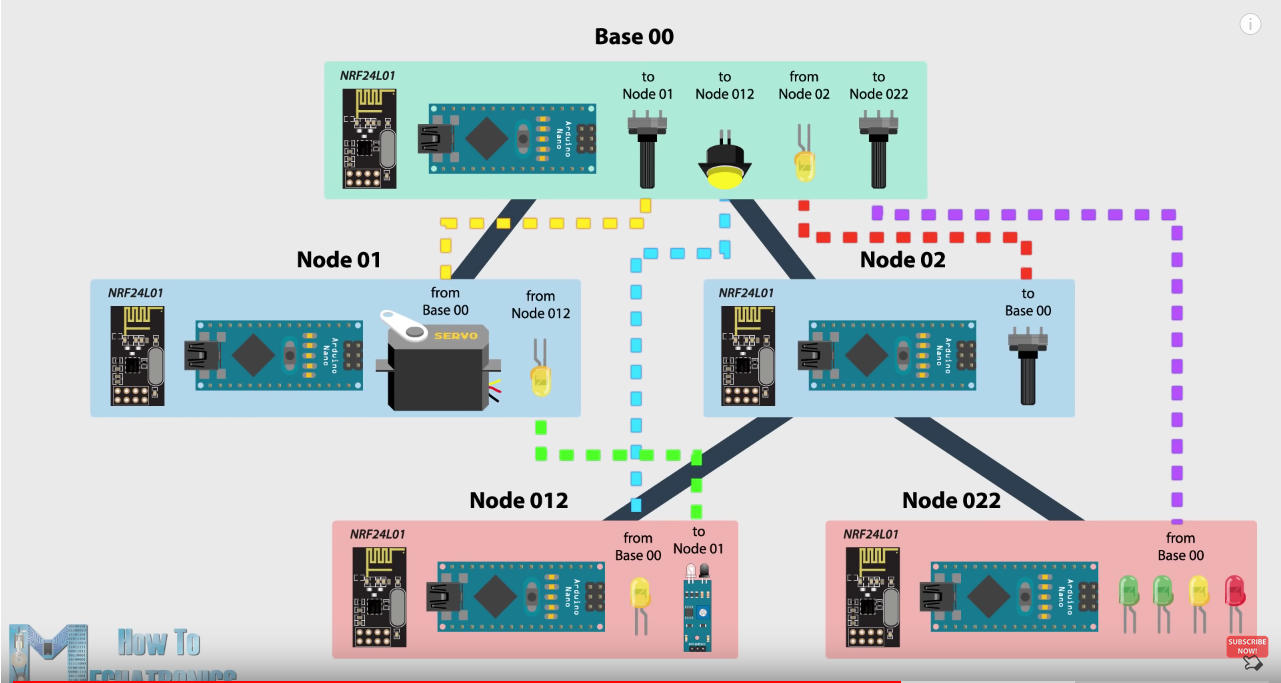 Base 00
NRF24L01
to
Node 01
to
Node 012
from
Node 02
to
Node 022
Arduino
Nano
Node 01
NRF24L01
from
Base 00
from
Node 012
Arduino
Nano
SERVO
Node 02
NRF24L01
to
Base 00
Arduino
Nano
Node 012
NRF24L01
from
Base 00
to
Node 01
Arduino
Nano
Node 022
NRF24L01
from
Base 00
Arduino
Nano
How To
MECHATRONICS
SUBSCRIBE
NOW!